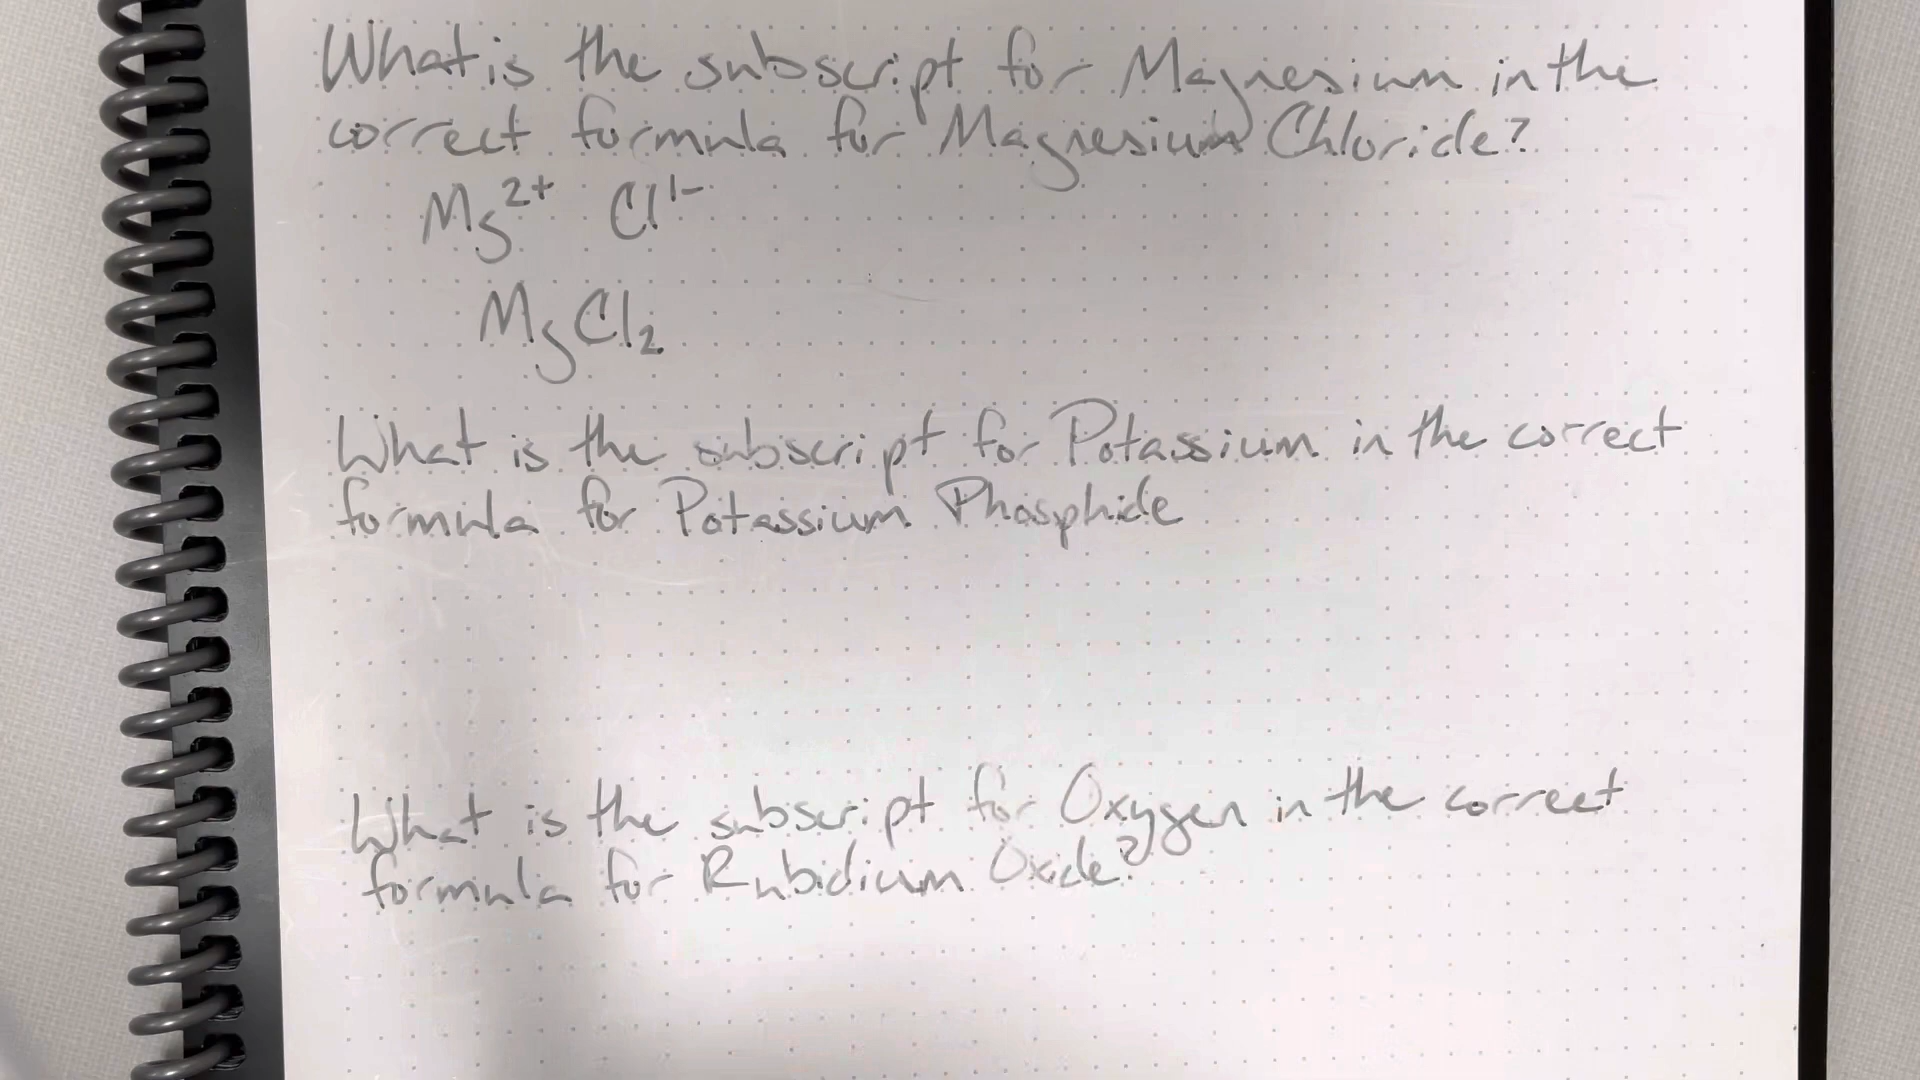 What is the subscript for Magnesium in the
correct formula for Magnesium Chloride?
Mg²⁺ Cl¹⁻
MgCl₂
What is the subscript for Potassium in the correct
formula for Potassium Phosphide
What is the subscript for Oxygen in the correct
formula for Rubidium Oxide?